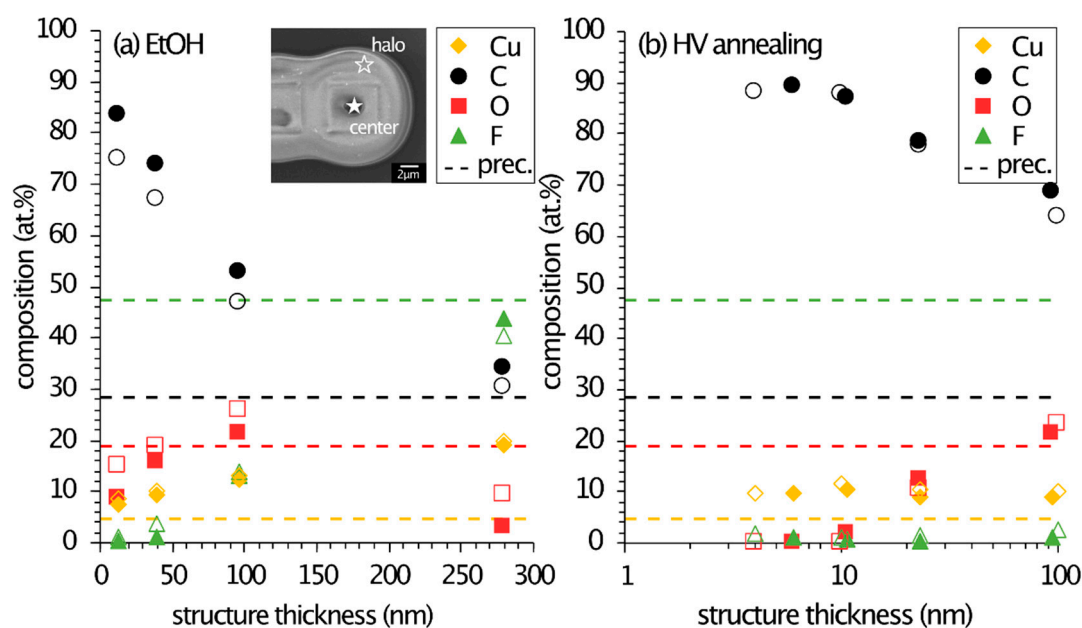 (a) EtOH
halo
center
2µm
Cu
C
O
F
prec.
composition (at.%)
100
90
80
70
60
50
40
30
20
10
0
0 50 100 150 200 250 300
structure thickness (nm)
(b) HV annealing
Cu
C
O
F
prec.
composition (at.%)
100
90
80
70
60
50
40
30
20
10
0
1 10 100
structure thickness (nm)